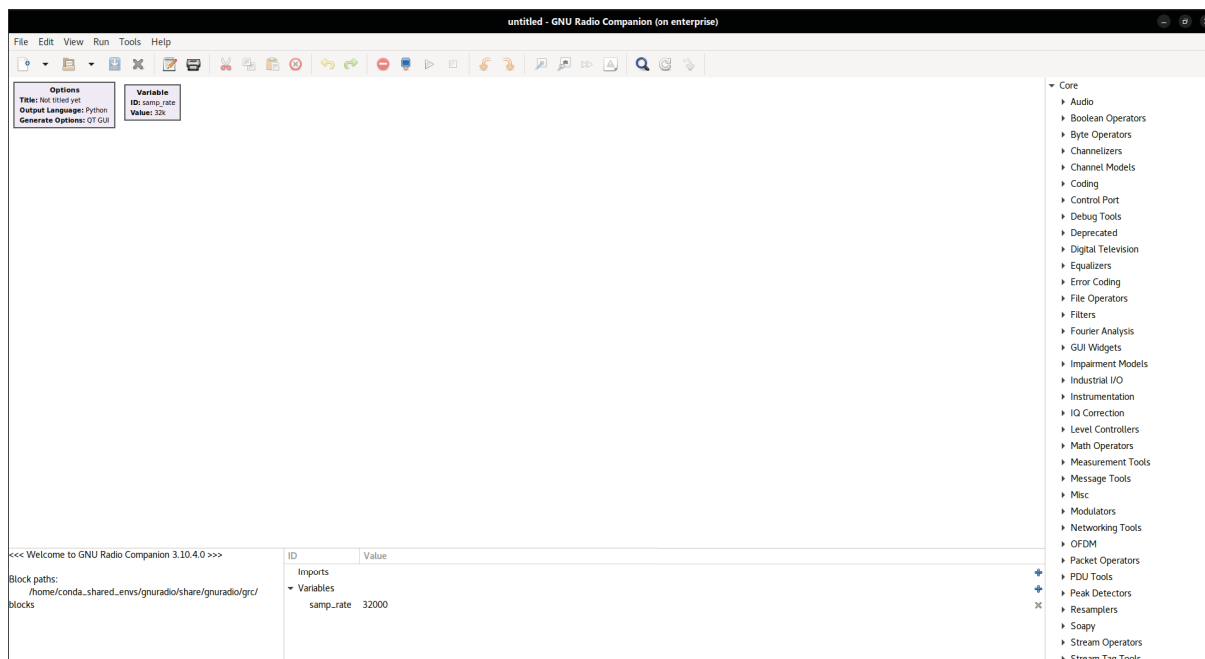 untitled - GNU Radio Companion (on enterprise)
File Edit View Run Tools Help
Options
Title: Not titled yet
Output Language: Python
Generate Options: QT GUI
Variable
ID: samp_rate
Value: 32k
Core
Audio
Boolean Operators
Byte Operators
Channelizers
Channel Models
Coding
Control Port
Debug Tools
Deprecated
Digital Television
Equalizers
Error Coding
File Operators
Filters
Fourier Analysis
GUI Widgets
Impairment Models
Industrial I/O
Instrumentation
IQ Correction
Level Controllers
Math Operators
Measurement Tools
Message Tools
Misc
Modulators
Networking Tools
OFDM
Packet Operators
PDU Tools
Peak Detectors
Resamplers
Soapy
Stream Operators
Stream Tag Tools
<<< Welcome to GNU Radio Companion 3.10.4.0 >>>
Block paths:
/home/conda_shared_envs/gnuradio/share/gnuradio/grc/
blocks
ID Value
Imports
Variables
samp_rate 32000